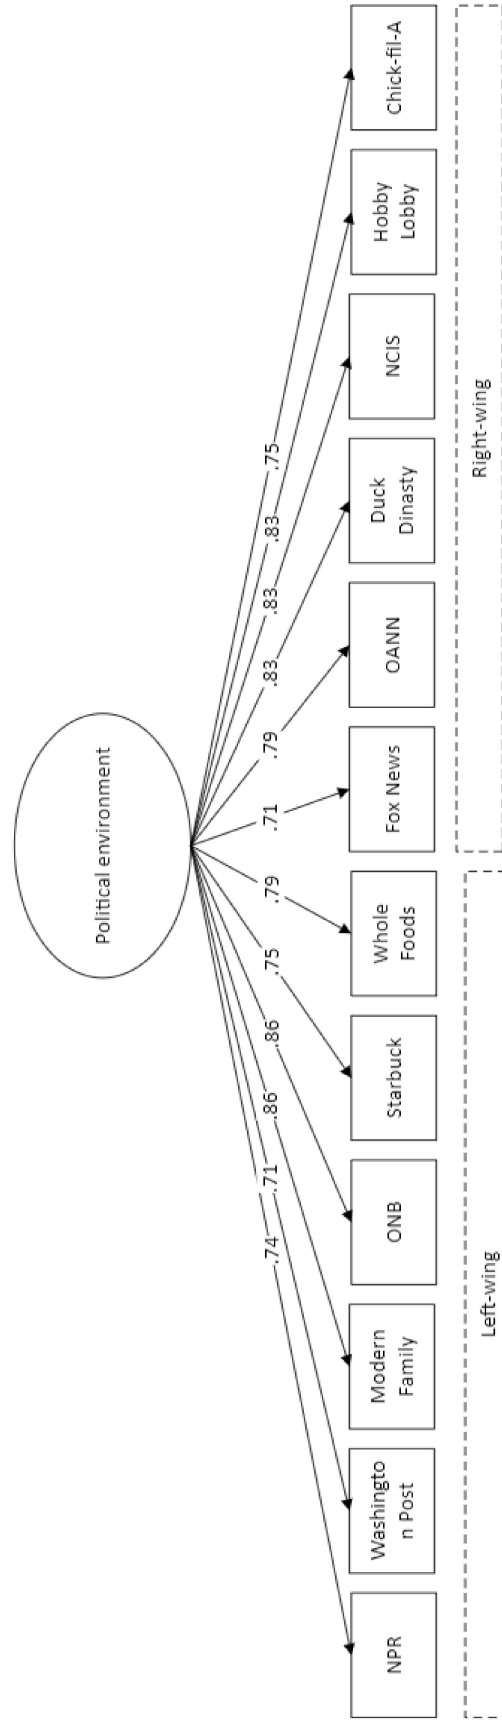 Political environment
.74
.71
.86
.86
.75
.79
.71
.79
.83
.83
.83
.75
NPR
Washingto
n Post
Modern
Family
ONB
Starbuck
Whole
Foods
Fox News
OANN
Duck
Dinasty
NCIS
Hobby
Lobby
Chick-fil-A
Left-wing
Right-wing